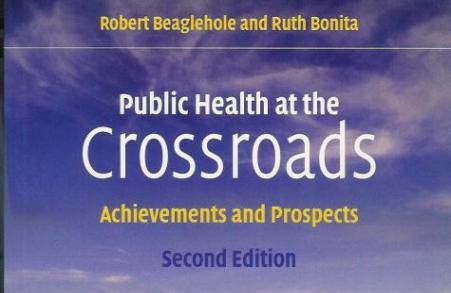 Robert Beaglehole and Ruth Bonita
Public Health at the
Crossroads
Achievements and Prospects
Second Edition